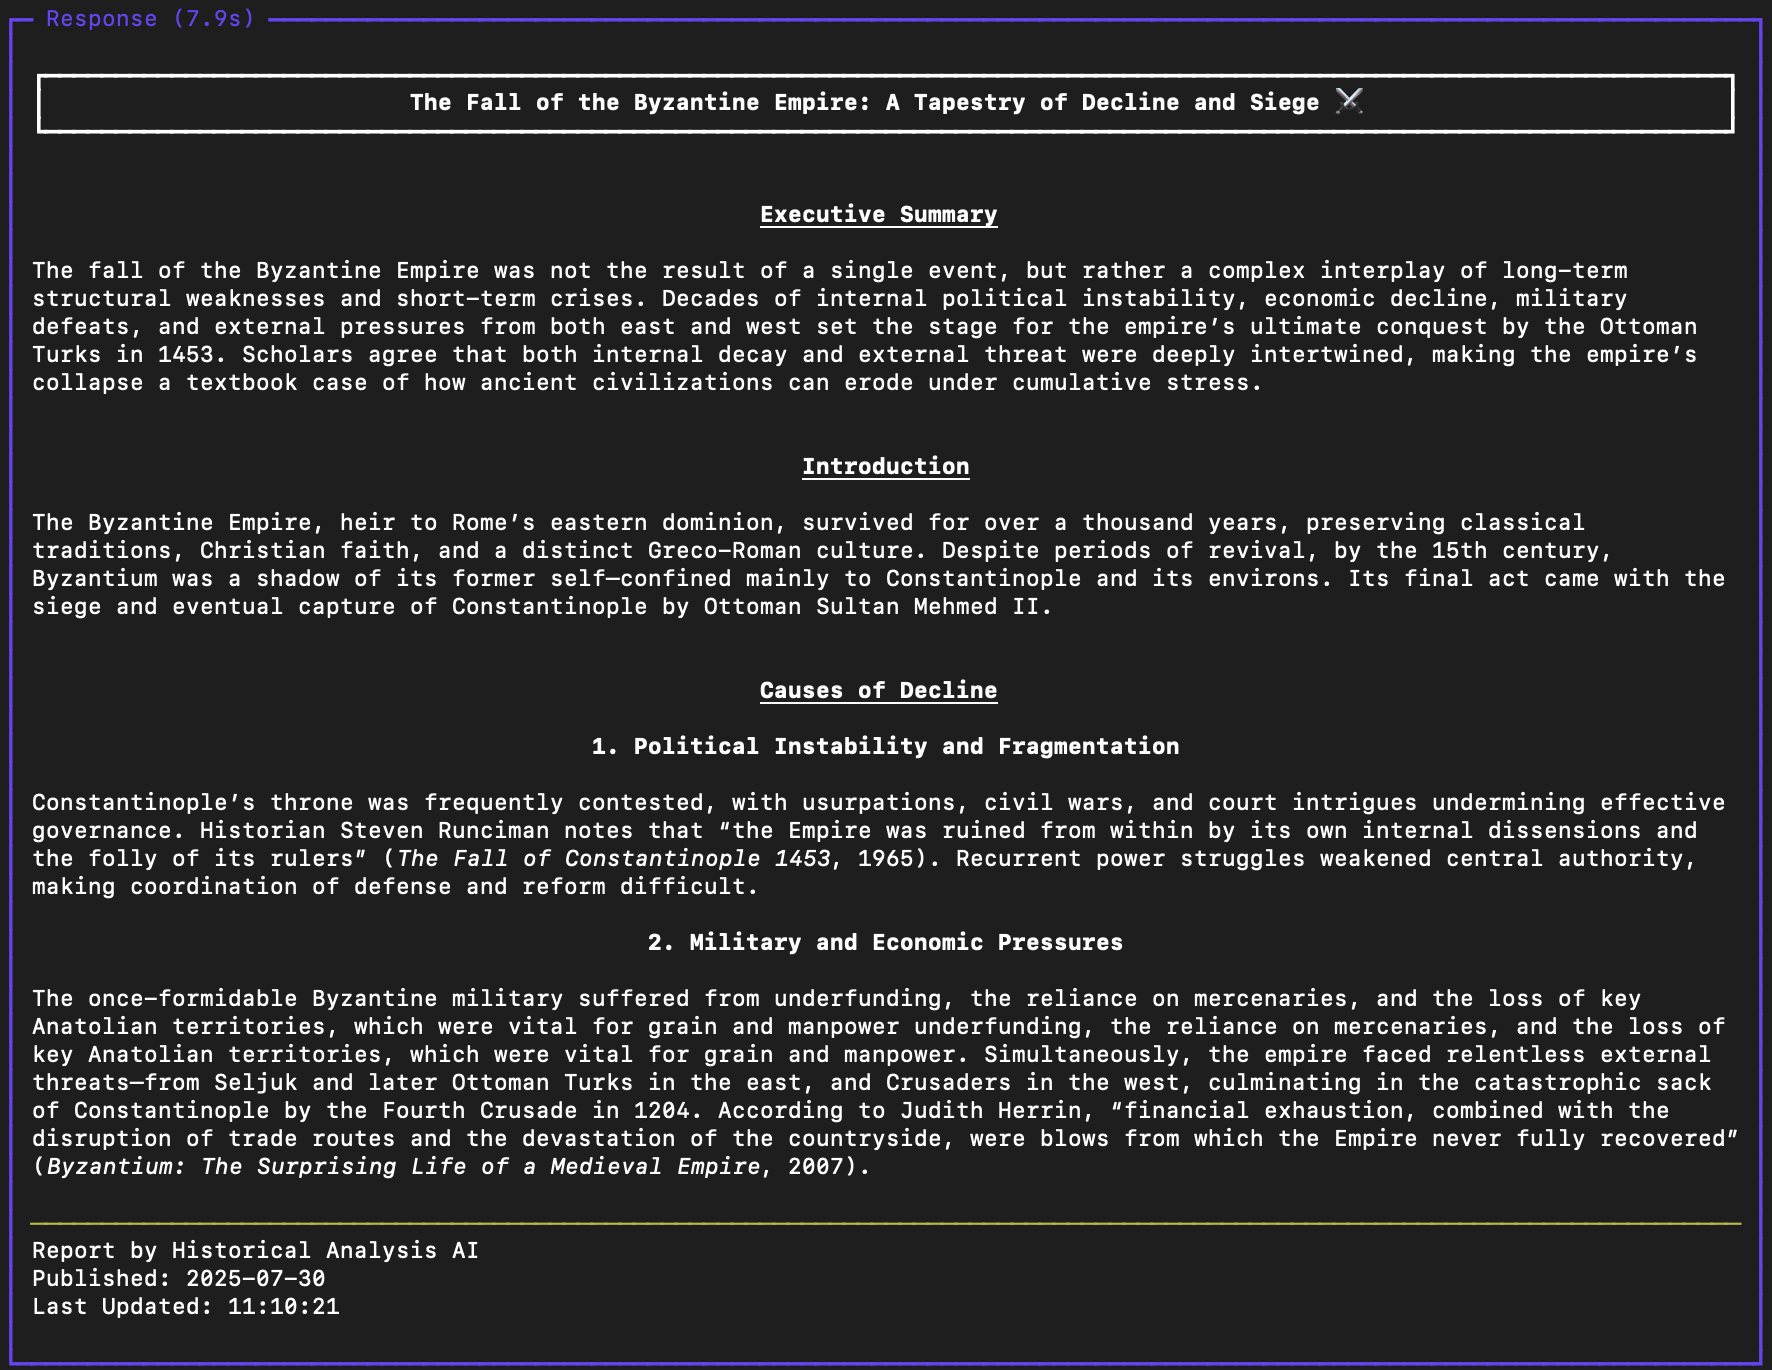 Response (7.9s)
The Fall of the Byzantine Empire: A Tapestry of Decline and Siege ⚔️
Executive Summary
The fall of the Byzantine Empire was not the result of a single event, but rather a complex interplay of long-term
structural weaknesses and short-term crises. Decades of internal political instability, economic decline, military
defeats, and external pressures from both east and west set the stage for the empire’s ultimate conquest by the Ottoman
Turks in 1453. Scholars agree that both internal decay and external threat were deeply intertwined, making the empire’s
collapse a textbook case of how ancient civilizations can erode under cumulative stress.
Introduction
The Byzantine Empire, heir to Rome’s eastern dominion, survived for over a thousand years, preserving classical
traditions, Christian faith, and a distinct Greco-Roman culture. Despite periods of revival, by the 15th century,
Byzantium was a shadow of its former self—confined mainly to Constantinople and its environs. Its final act came with the
siege and eventual capture of Constantinople by Ottoman Sultan Mehmed II.
Causes of Decline
1. Political Instability and Fragmentation
Constantinople’s throne was frequently contested, with usurpations, civil wars, and court intrigues undermining effective
governance. Historian Steven Runciman notes that “the Empire was ruined from within by its own internal dissensions and
the folly of its rulers” (The Fall of Constantinople 1453, 1965). Recurrent power struggles weakened central authority,
making coordination of defense and reform difficult.
2. Military and Economic Pressures
The once-formidable Byzantine military suffered from underfunding, the reliance on mercenaries, and the loss of key
Anatolian territories, which were vital for grain and manpower underfunding, the reliance on mercenaries, and the loss of
key Anatolian territories, which were vital for grain and manpower. Simultaneously, the empire faced relentless external
threats—from Seljuk and later Ottoman Turks in the east, and Crusaders in the west, culminating in the catastrophic sack
of Constantinople by the Fourth Crusade in 1204. According to Judith Herrin, “financial exhaustion, combined with the
disruption of trade routes and the devastation of the countryside, were blows from which the Empire never fully recovered”
(Byzantium: The Surprising Life of a Medieval Empire, 2007).
Report by Historical Analysis AI
Published: 2025-07-30
Last Updated: 11:10:21